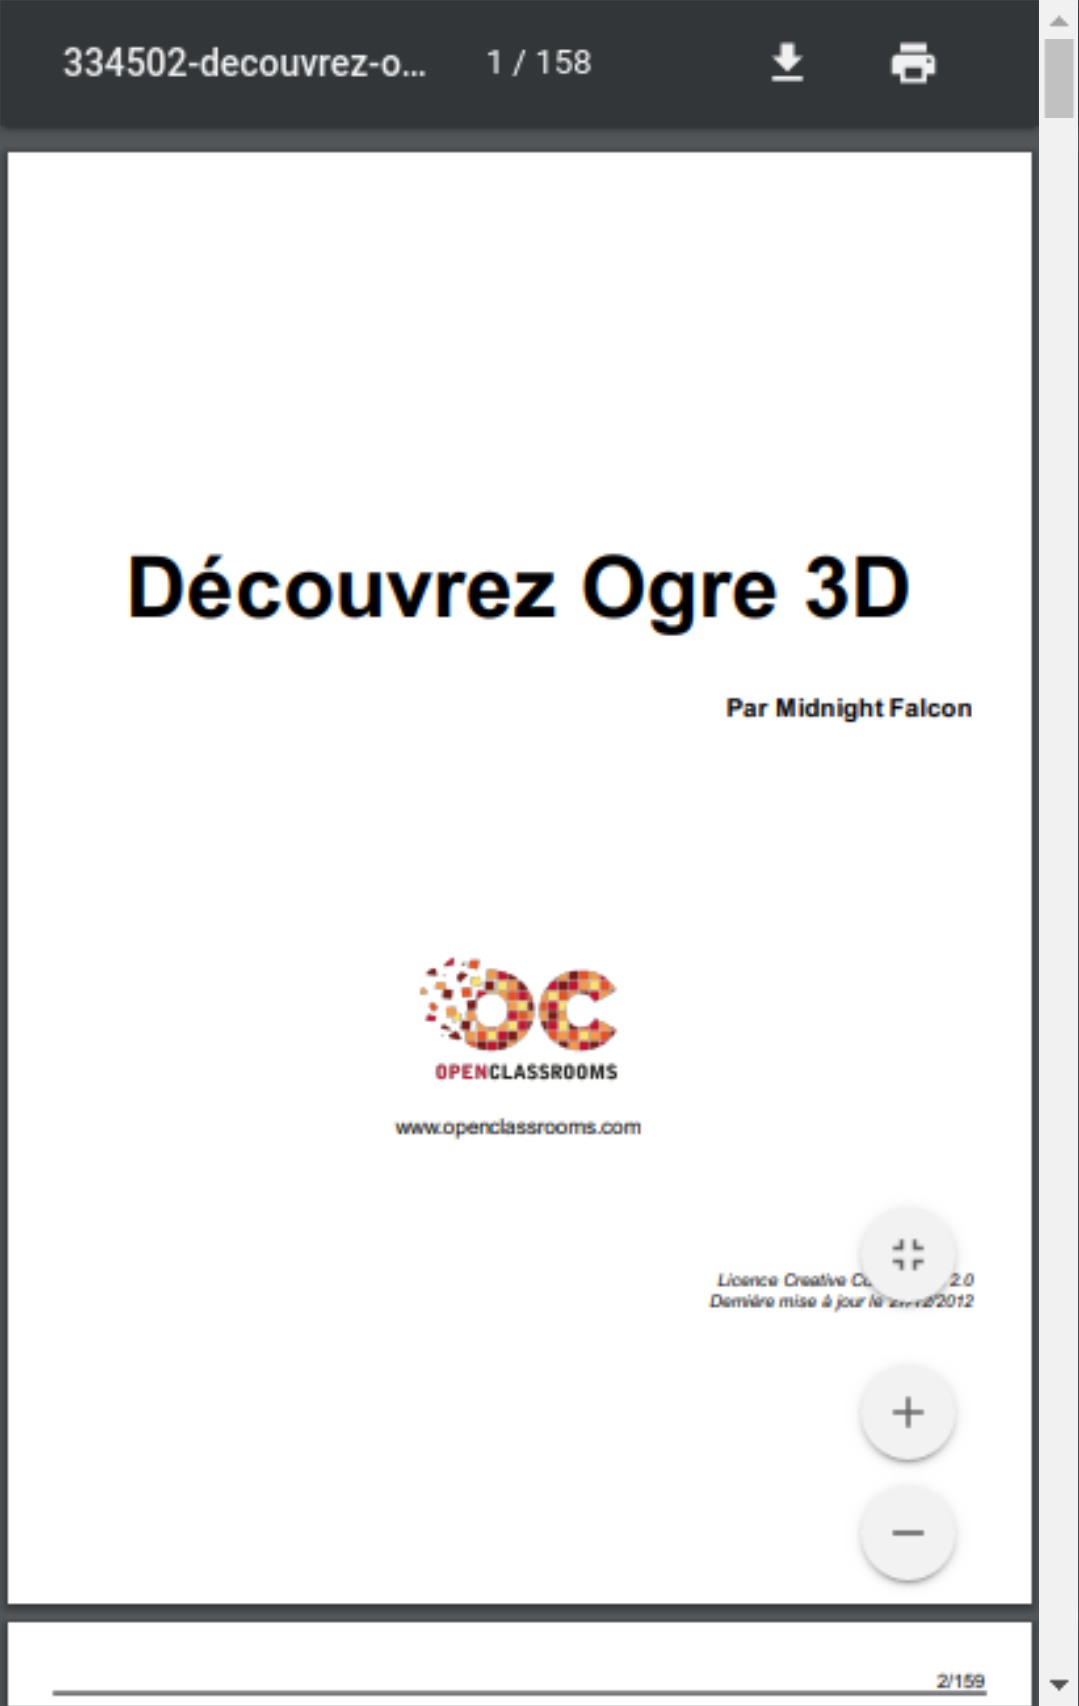 334502-decouvrez-o...
1 / 158
Découvrez Ogre 3D
Par Midnight Falcon
OC
OPENCLASSROOMS
www.openclassrooms.com
Licence Creative 2.0
Dernière mise à jour le /2012
2/159